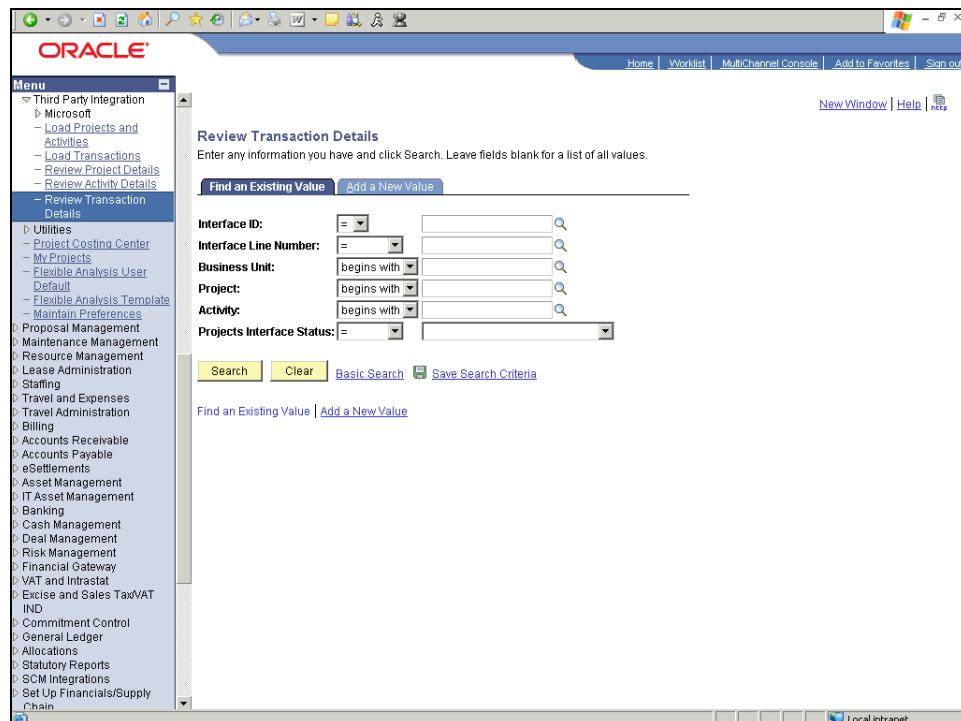 ORACLE
Home | Worklist | MultiChannel Console | Add to Favorites | Sign out
Menu
Third Party Integration
Microsoft
Load Projects and
Activities
Load Transactions
Review Project Details
Review Activity Details
Review Transaction
Details
Utilities
Project Costing Center
My Projects
Flexible Analysis User
Default
Flexible Analysis Template
Maintain Preferences
Proposal Management
Maintenance Management
Resource Management
Lease Administration
Staffing
Travel and Expenses
Travel Administration
Billing
Accounts Receivable
Accounts Payable
eSettlements
Asset Management
IT Asset Management
Banking
Cash Management
Deal Management
Risk Management
Financial Gateway
VAT and Intrastat
Excise and Sales Tax/VAT
IND
Commitment Control
General Ledger
Allocations
Statutory Reports
SCM Integrations
Set Up Financials/Supply
Chain
New Window | Help | http
Review Transaction Details
Enter any information you have and click Search. Leave fields blank for a list of all values.
Find an Existing Value Add a New Value
Interface ID: =
Interface Line Number: =
Business Unit: begins with
Project: begins with
Activity: begins with
Projects Interface Status: =
Search Clear Basic Search Save Search Criteria
Find an Existing Value | Add a New Value
Local intranet